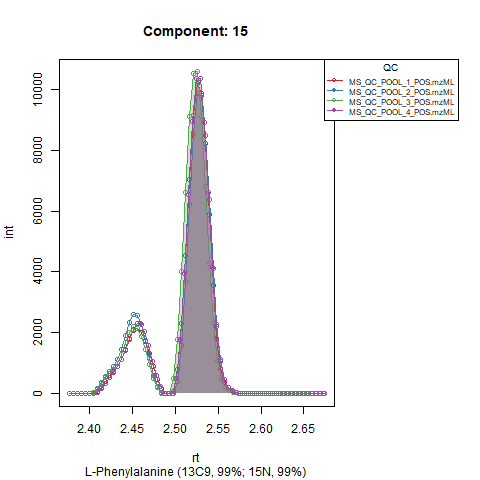 Component: 15
QC
MS_QC_POOL_1_POS.mzML
MS_QC_POOL_2_POS.mzML
MS_QC_POOL_3_POS.mzML
MS_QC_POOL_4_POS.mzML
int
10000
8000
6000
4000
2000
0
2.40 2.45 2.50 2.55 2.60 2.65
rt
L-Phenylalanine (13C9, 99%; 15N, 99%)